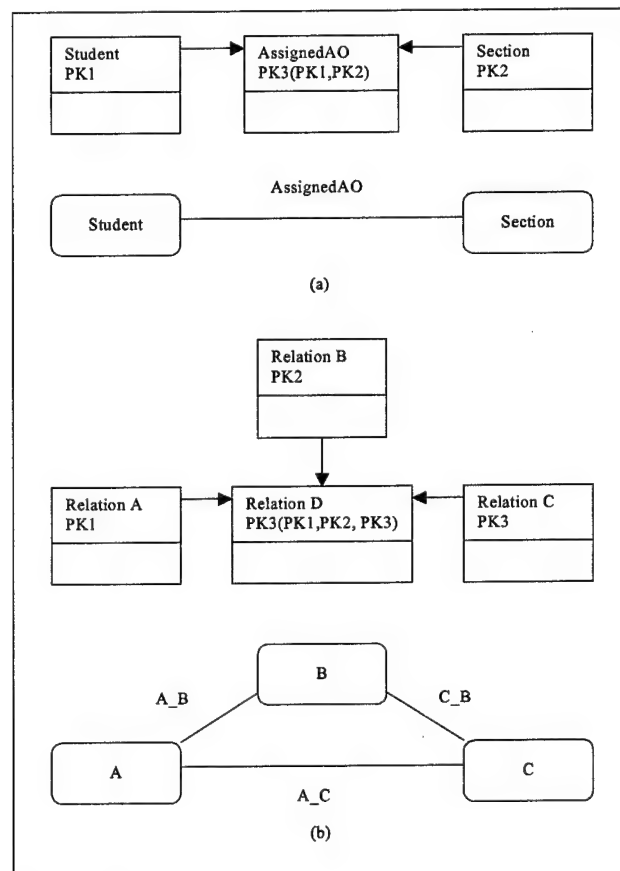 Student
PK1
AssignedAO
PK3(PK1,PK2)
Section
PK2
AssignedAO
Student
Section
(a)
Relation B
PK2
Relation A
PK1
Relation D
PK3(PK1,PK2, PK3)
Relation C
PK3
B
A_B
C_B
A
C
A_C
(b)